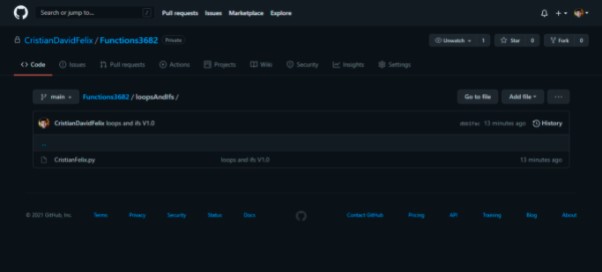 Search or jump to... / Pull requests Issues Marketplace Explore
CristianDavidFelix / Functions3682 Private Unwatch 1 Star 0 Fork 0
Code Issues Pull requests Actions Projects Wiki Security Insights Settings
main Functions3682 / loopsAndIfs / Go to file Add file ...
CristianDavidFelix loops and ifs V1.0 13 minutes ago History
..
CristianFelix.py loops and ifs V1.0 13 minutes ago
© 2021 GitHub, Inc. Terms Privacy Security Status Docs Contact GitHub Pricing API Training Blog About